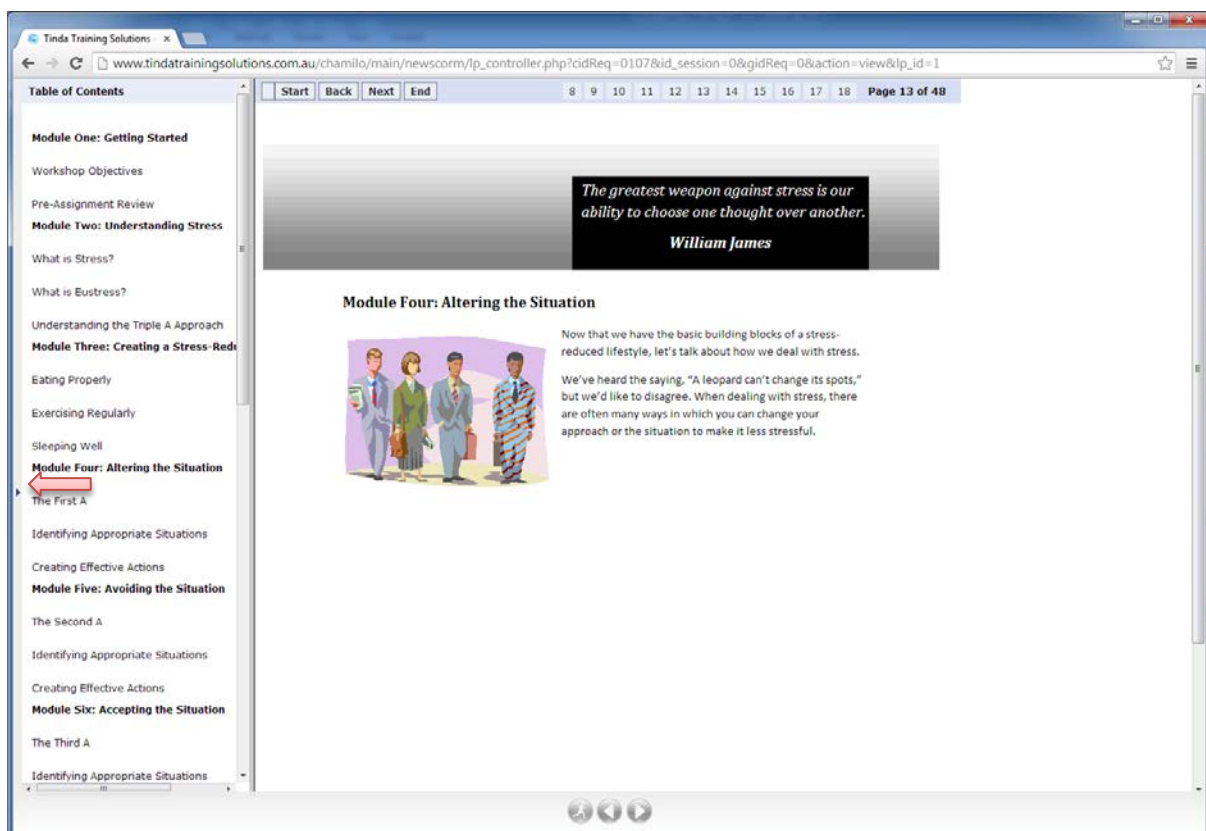 Tinda Training Solutions
www.tindatrainingsolutions.com.au/chamilo/main/newscorm/lp_controller.php?cidReq=0107&id_session=0&gidReq=0&action=view&lp_id=1
Table of Contents
Start Back Next End
8 9 10 11 12 13 14 15 16 17 18 Page 13 of 48
Module One: Getting Started
Workshop Objectives
Pre-Assignment Review
Module Two: Understanding Stress
What is Stress?
What is Eustress?
Understanding the Triple A Approach
Module Three: Creating a Stress-Redu
Eating Properly
Exercising Regularly
Sleeping Well
Module Four: Altering the Situation
The First A
Identifying Appropriate Situations
Creating Effective Actions
Module Five: Avoiding the Situation
The Second A
Identifying Appropriate Situations
Creating Effective Actions
Module Six: Accepting the Situation
The Third A
Identifying Appropriate Situations
The greatest weapon against stress is our
ability to choose one thought over another.
William James
Module Four: Altering the Situation
Now that we have the basic building blocks of a stress-
reduced lifestyle, let's talk about how we deal with stress.
We've heard the saying, "A leopard can't change its spots,"
but we'd like to disagree. When dealing with stress, there
are often many ways in which you can change your
approach or the situation to make it less stressful.